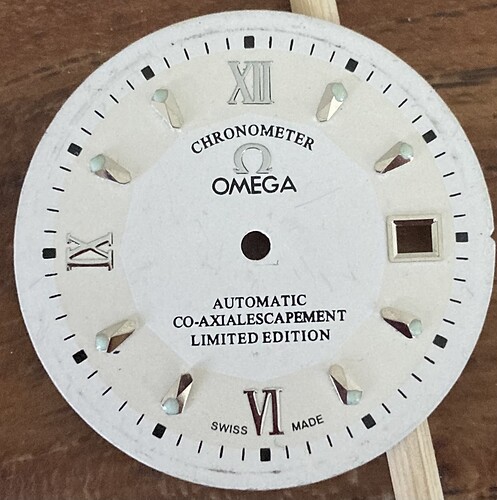 XII
CHRONOMETER
Ω
OMEGA
IX
AUTOMATIC
CO-AXIALESCAPEMENT
LIMITED EDITION
VI
SWISS MADE